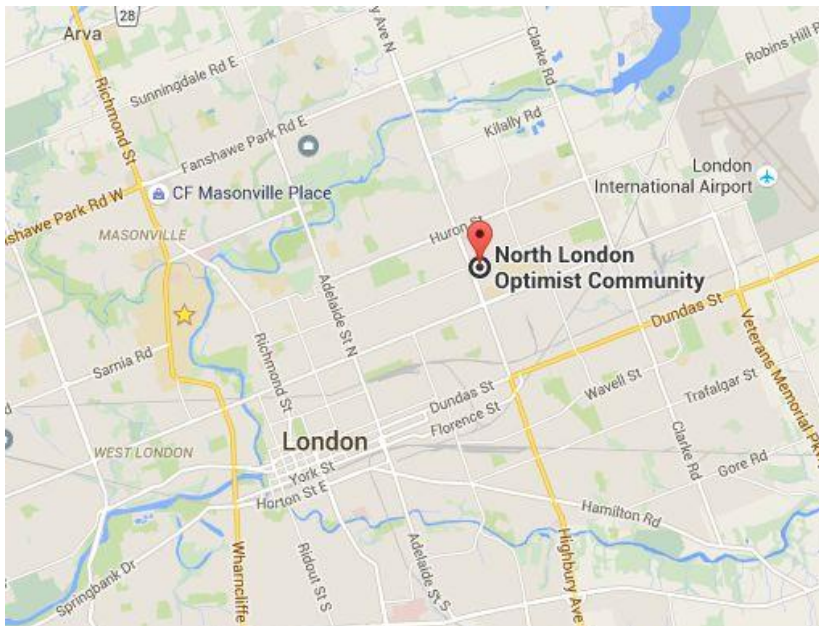 28
Arva
y Ave N
Clarke Rd
Robins Hill R
Sunningdale Rd E
Richmond St
Kilally Rd
Fanshawe Park Rd E
London
International Airport
nshawe Park Rd W
CF Masonville Place
MASONVILLE
Huron St
North London
Optimist Community
Adelaide St N
Dundas St
Veterans Memorial Pkw
Sarnia Rd
Richmond St
Dundas St
Wavell St
Trafalgar St
Florence St
d
London
WEST LONDON
York St
Clarke Rd
Gore Rd
Horton St E
Hamilton Rd
Wharncliffe
Ridout St S
Adelaide St S
Highbury Ave
Springbank Dr